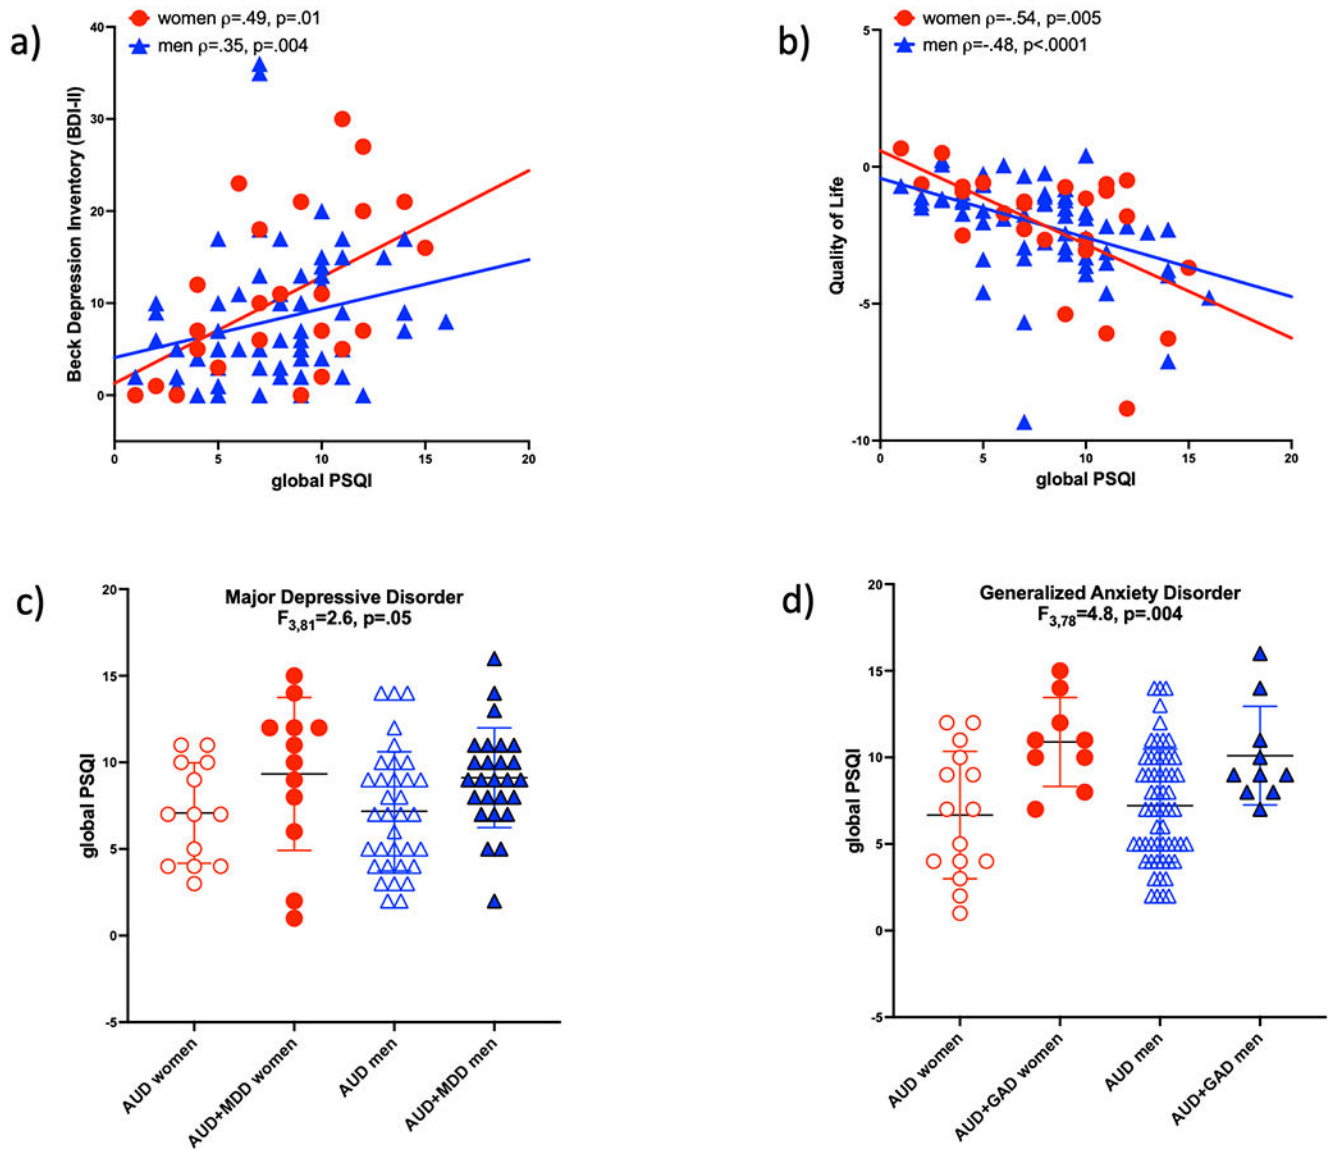 a)
women ρ=.49, p=.01
men ρ=.35, p=.004
40
30
20
10
0
Beck Depression Inventory (BDI-II)
0 5 10 15 20
global PSQI
b)
women ρ=-.54, p=.005
men ρ=-.48, p<.0001
5
0
-5
-10
Quality of Life
0 5 10 15 20
global PSQI
c)
Major Depressive Disorder
F3,81=2.6, p=.05
20
15
10
5
0
-5
global PSQI
AUD women
AUD+MDD women
AUD men
AUD+MDD men
d)
Generalized Anxiety Disorder
F3,78=4.8, p=.004
20
15
10
5
0
-5
global PSQI
AUD women
AUD+GAD women
AUD men
AUD+GAD men